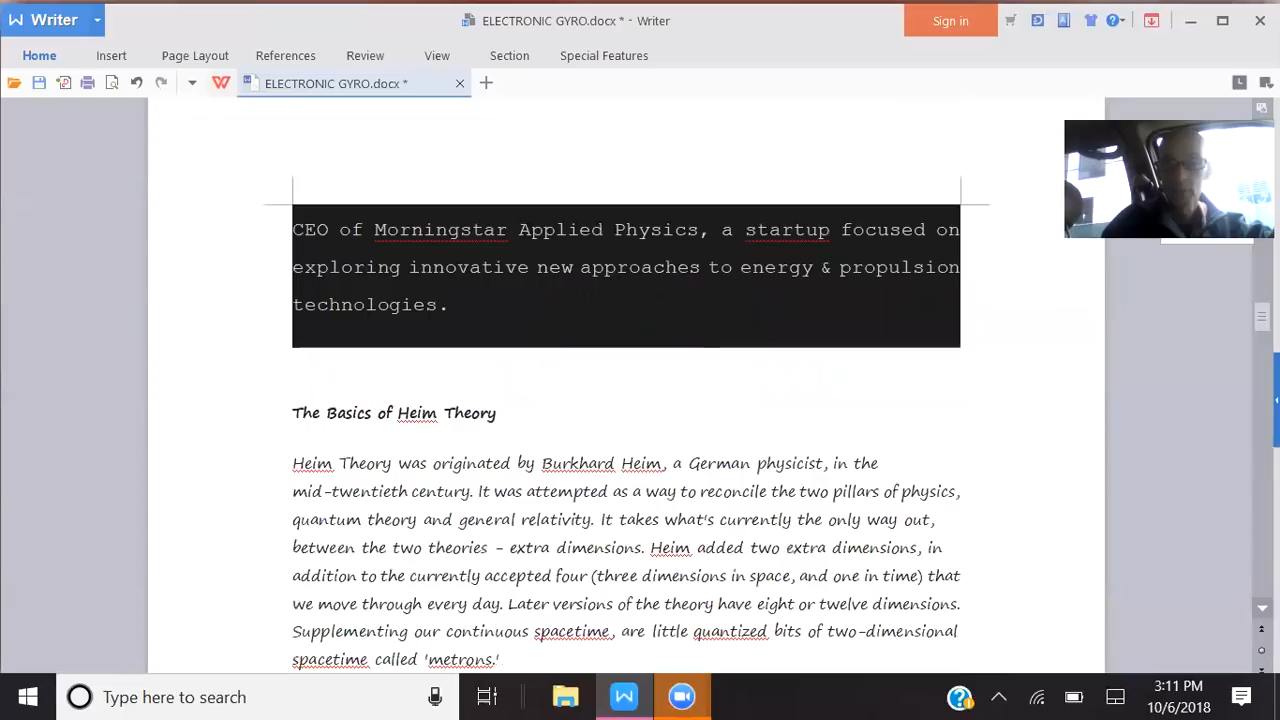 Writer
ELECTRONIC GYRO.docx * - Writer
Sign in
Home Insert Page Layout References Review View Section Special Features
ELECTRONIC GYRO.docx *
CEO of Morningstar Applied Physics, a startup focused on
exploring innovative new approaches to energy & propulsion
technologies.
The Basics of Heim Theory
Heim Theory was originated by Burkhard Heim, a German physicist, in the
mid-twentieth century. It was attempted as a way to reconcile the two pillars of physics,
quantum theory and general relativity. It takes what's currently the only way out,
between the two theories - extra dimensions. Heim added two extra dimensions, in
addition to the currently accepted four (three dimensions in space, and one in time) that
we move through every day. Later versions of the theory have eight or twelve dimensions.
Supplementing our continuous spacetime, are little quantized bits of two-dimensional
spacetime called 'metrons.'
Type here to search
3:11 PM
10/6/2018